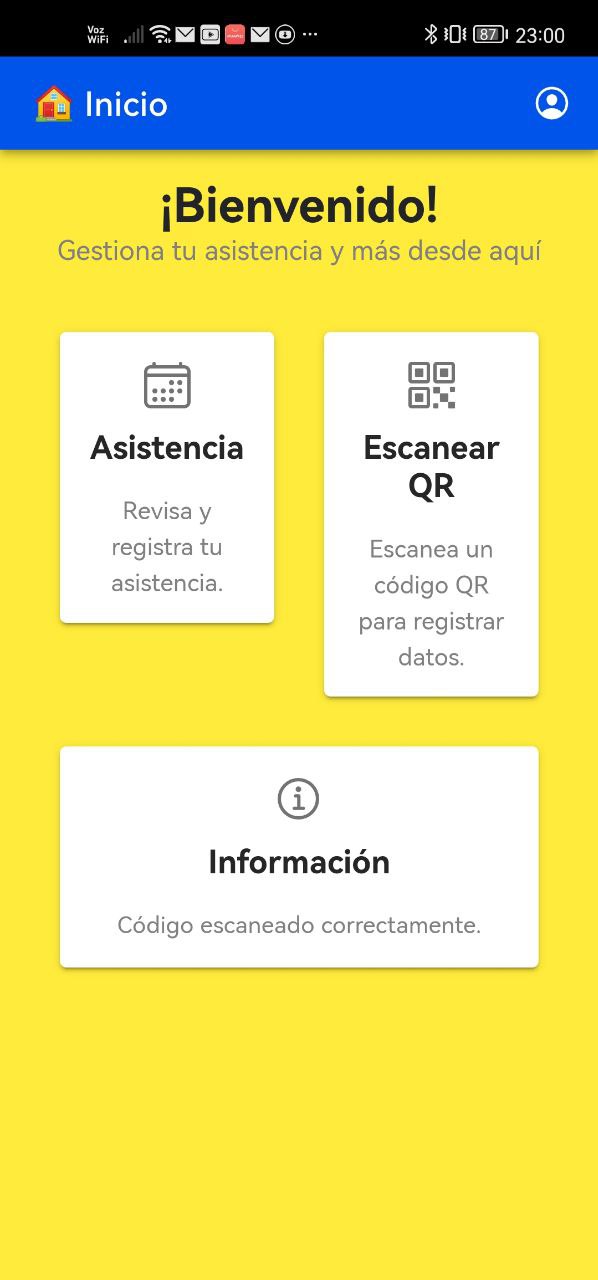 Voz
WiFi
87
23:00
Inicio
¡Bienvenido!
Gestiona tu asistencia y más desde aquí
Asistencia
Revisa y
registra tu
asistencia.
Escanear
QR
Escanea un
código QR
para registrar
datos.
Información
Código escaneado correctamente.